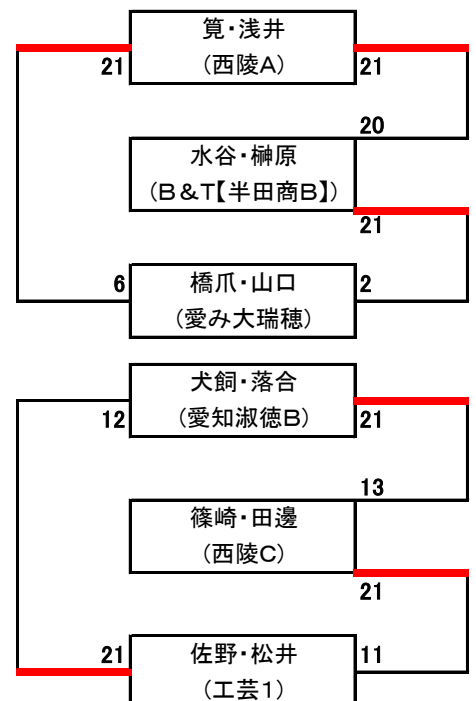 筧・浅井
21 (西陵A) 21
20
水谷・榊原
(B&T【半田商B】)
21
6 橋爪・山口 2
(愛み大瑞穂)
犬飼・落合
12 (愛知淑徳B) 21
13
篠崎・田邊
(西陵C)
21
21 佐野・松井 11
(工芸1)